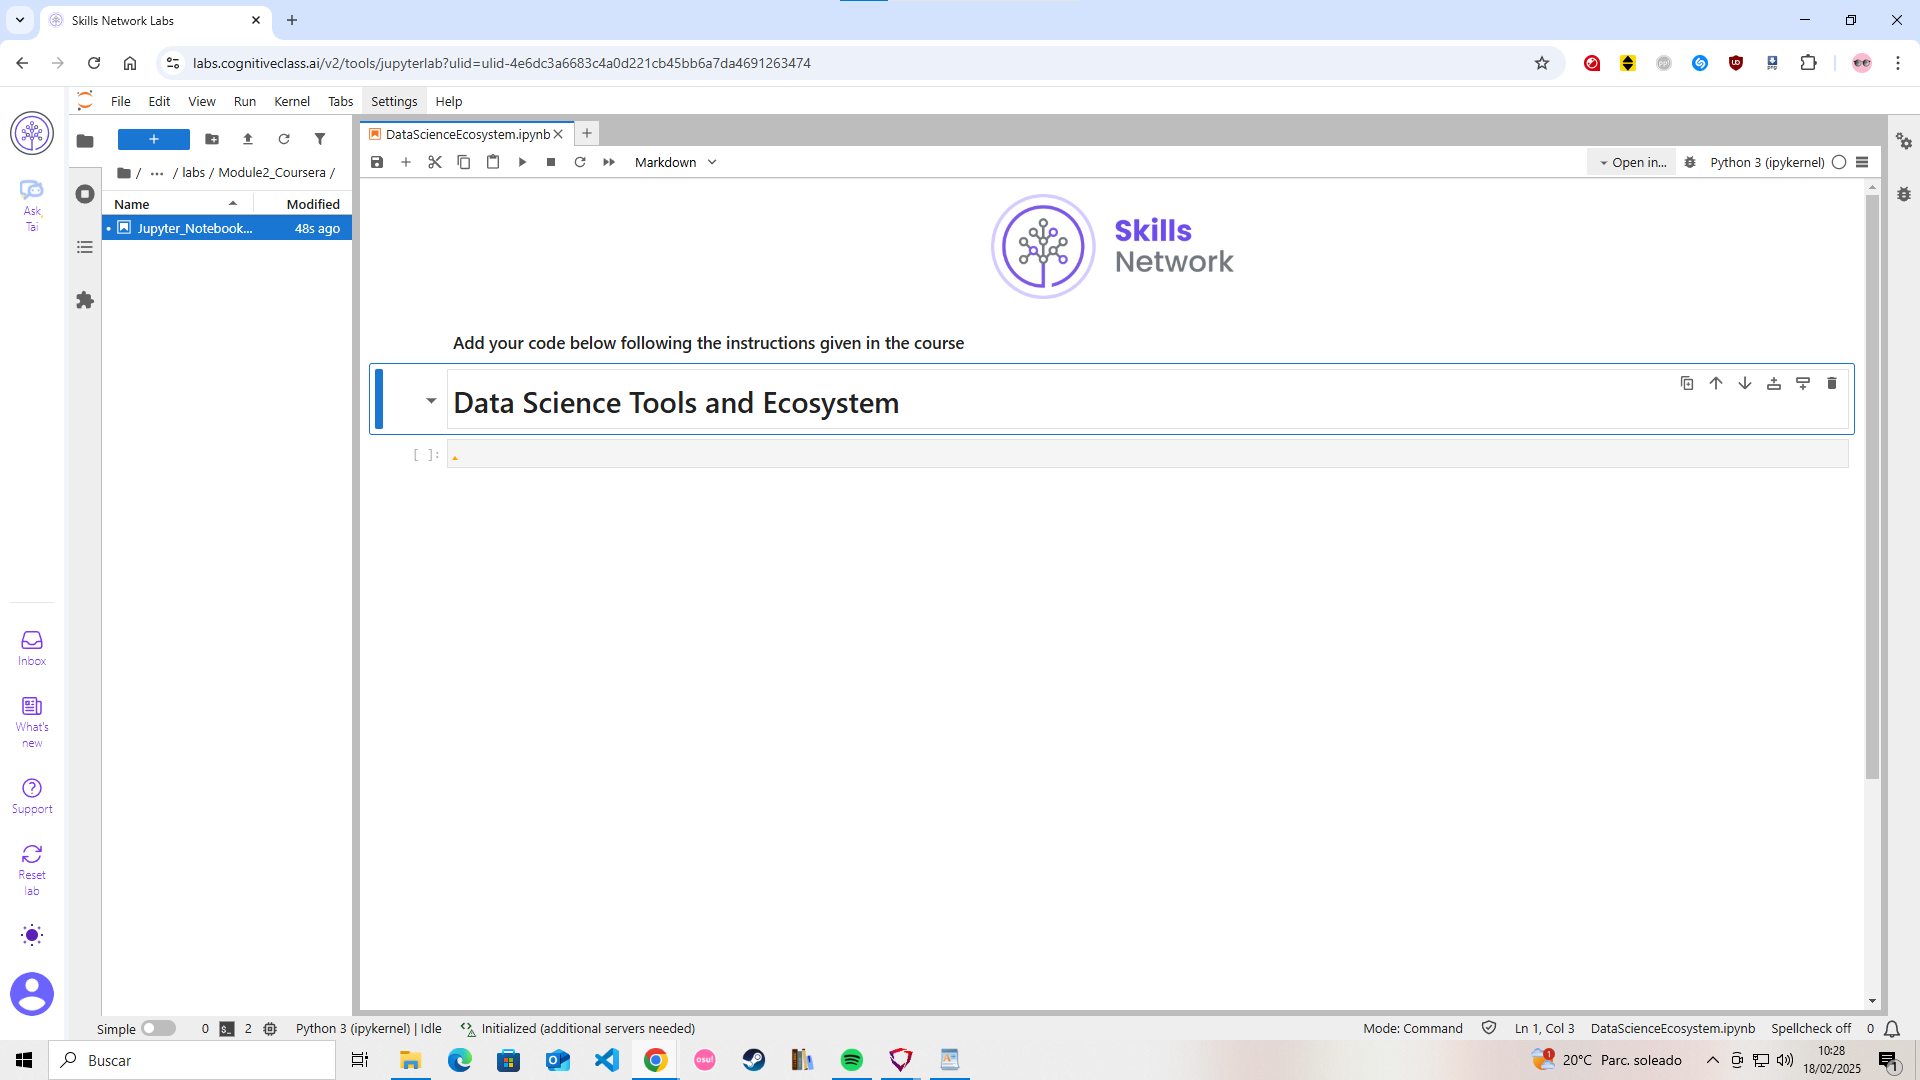 Skills Network Labs
labs.cognitiveclass.ai/v2/tools/jupyterlab?ulid=ulid-4e6dc3a6683c4a0d221cb45bb6a7da4691263474
File Edit View Run Kernel Tabs Settings Help
DataScienceEcosystem.ipynb
Markdown
Open in...
Python 3 (ipykernel)
/ ··· / labs / Module2_Coursera /
Name Modified
Jupyter_Notebook... 48s ago
Ask
Tai
Skills
Network
Add your code below following the instructions given in the course
Data Science Tools and Ecosystem
[ ]:
Inbox
What's
new
Support
Reset
lab
Simple 0 $_ 2 Python 3 (ipykernel) | Idle Initialized (additional servers needed)
Mode: Command Ln 1, Col 3 DataScienceEcosystem.ipynb Spellcheck off 0
Buscar
osu!
1
20°C Parc. soleado
10:28
18/02/2025
1